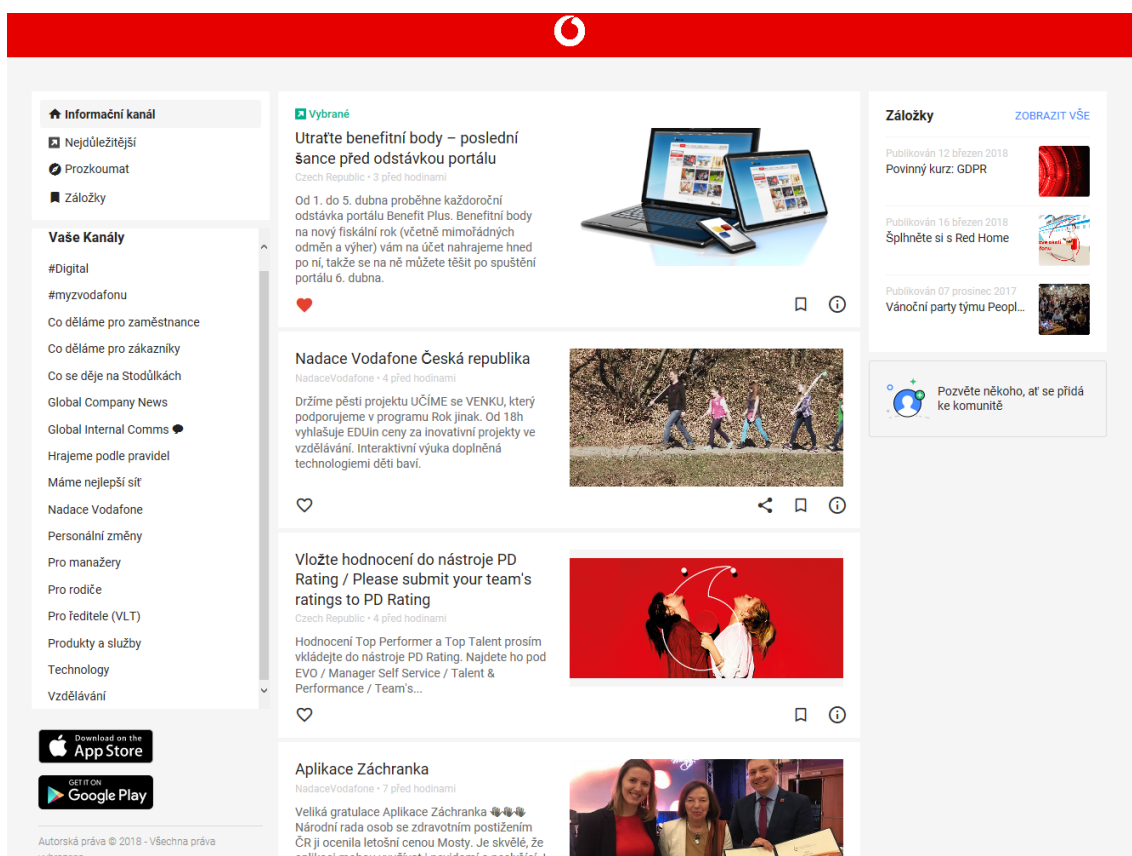 Informační kanál
Nejdůležitější
Prozkoumat
Záložky
Vaše Kanály
#Digital
#myzvodafonu
Co děláme pro zaměstnance
Co děláme pro zákazníky
Co se děje na Stodůlkách
Global Company News
Global Internal Comms
Hrajeme podle pravidel
Máme nejlepší síť
Nadace Vodafone
Personální změny
Pro manažery
Pro rodiče
Pro ředitele (VLT)
Produkty a služby
Technology
Vzdělávání
Download on the
App Store
GET IT ON
Google Play
Autorská práva © 2018 - Všechna práva
Vybrané
Utraťte benefitní body – poslední
šance před odstávkou portálu
Czech Republic • 3 před hodinami
Od 1. do 5. dubna proběhne každoroční
odstávka portálu Benefit Plus. Benefitní body
na nový fiskální rok (včetně mimořádných
odměn a výher) vám na účet nahrajeme hned
po ní, takže se na ně můžete těšit po spuštění
portálu 6. dubna.
Nadace Vodafone Česká republika
NadaceVodafone • 4 před hodinami
Držíme pěsti projektu UČÍME se VENKU, který
podporujeme v programu Rok jinak. Od 18h
vyhlašuje EDUin ceny za inovativní projekty ve
vzdělávání. Interaktivní výuka doplněná
technologiemi děti baví.
Vložte hodnocení do nástroje PD
Rating / Please submit your team's
ratings to PD Rating
Czech Republic • 4 před hodinami
Hodnocení Top Performer a Top Talent prosím
vkládejte do nástroje PD Rating. Najdete ho pod
EVO / Manager Self Service / Talent &
Performance / Team's...
Aplikace Záchranka
NadaceVodafone • 7 před hodinami
Veliká gratulace Aplikace Záchranka
Národní rada osob se zdravotním postižením
ČR ji ocenila letošní cenou Mosty. Je skvělé, že
Záložky
ZOBRAZIT VŠE
Publikován 12 březen 2018
Povinný kurz: GDPR
Publikován 16 březen 2018
Šplhněte si s Red Home
Publikován 07 prosinec 2017
Vánoční party týmu Peopl...
Pozvěte někoho, ať se přidá
ke komunitě